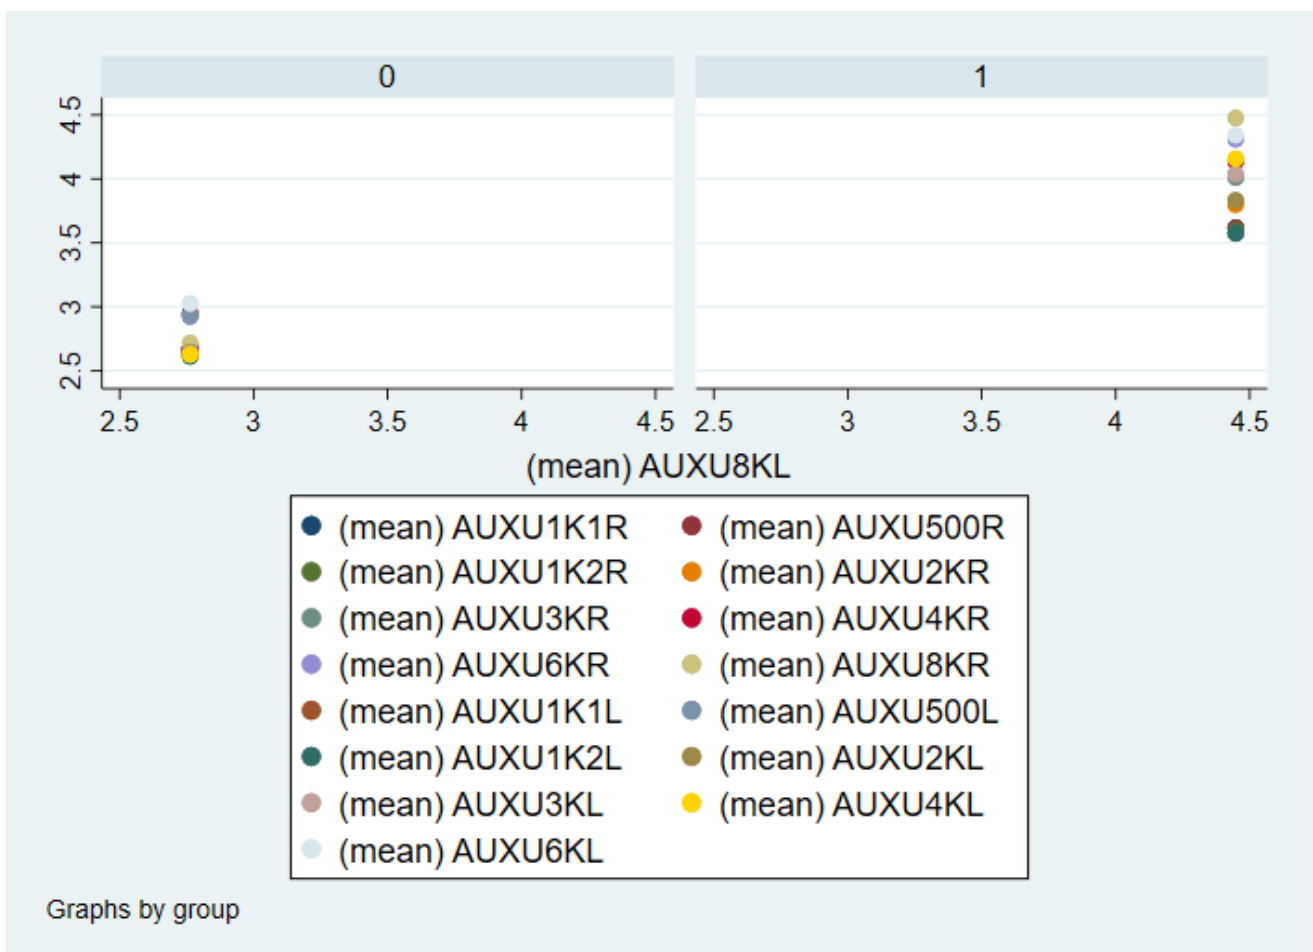 0 1
4.5
4
3.5
3
2.5
2.5 3 3.5 4 4.5 2.5 3 3.5 4 4.5
(mean) AUXU8KL
(mean) AUXU1K1R (mean) AUXU500R
(mean) AUXU1K2R (mean) AUXU2KR
(mean) AUXU3KR (mean) AUXU4KR
(mean) AUXU6KR (mean) AUXU8KR
(mean) AUXU1K1L (mean) AUXU500L
(mean) AUXU1K2L (mean) AUXU2KL
(mean) AUXU3KL (mean) AUXU4KL
(mean) AUXU6KL
Graphs by group